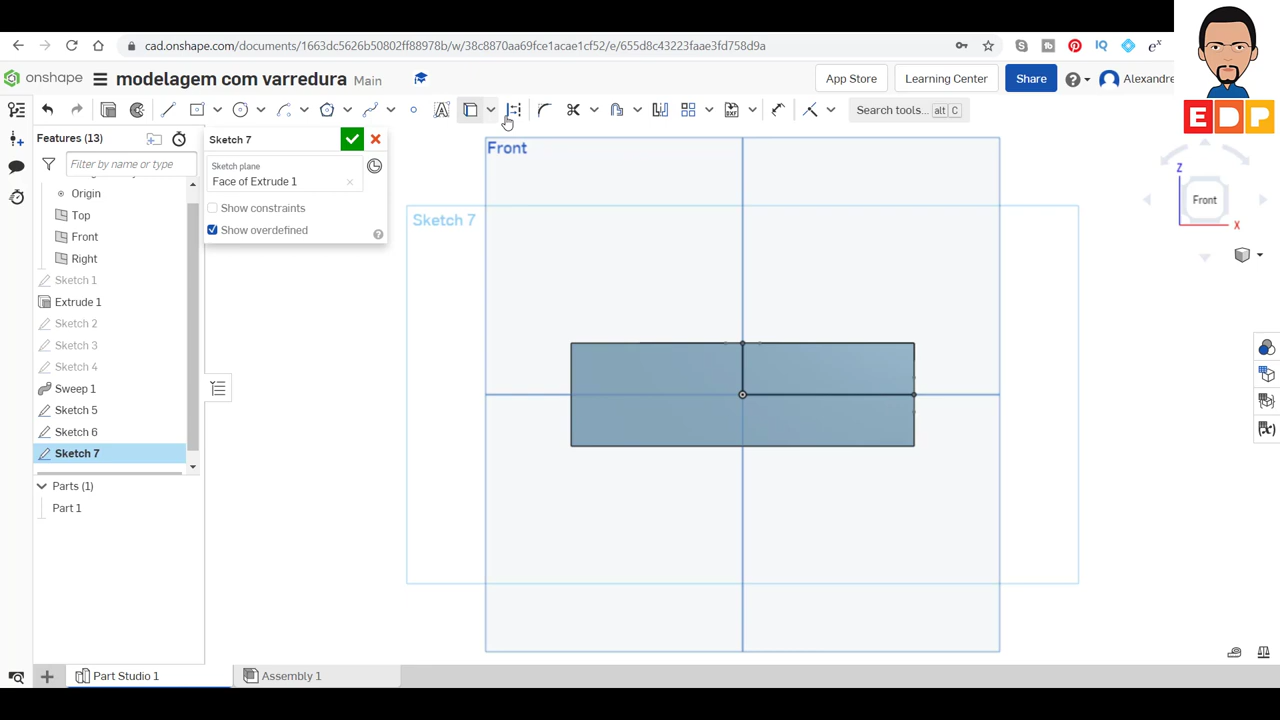 cad.onshape.com/documents/1663dc5626b50802ff88978b/w/38c8870aa69fce1acae1cf52/e/655d8c43223faae3fd758d9a
IQ
eˣ
onshape
modelagem com varredura Main
App Store
Learning Center
Share
Alexandre
EDP
Search tools... alt C
Features (13)
Filter by name or type
Origin
Top
Front
Right
Sketch 1
Extrude 1
Sketch 2
Sketch 3
Sketch 4
Sweep 1
Sketch 5
Sketch 6
Sketch 7
Parts (1)
Part 1
Sketch 7
Sketch plane
Face of Extrude 1
Show constraints
Show overdefined
Front
Sketch 7
Z
Front
X
Part Studio 1
Assembly 1